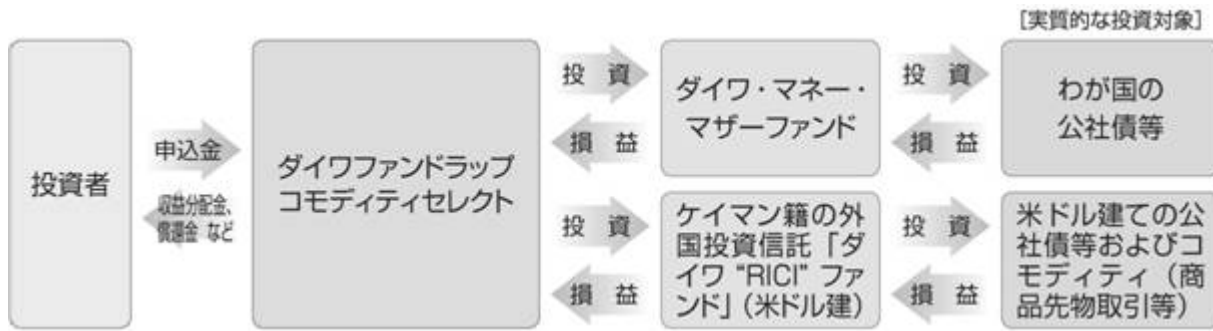 [実質的な投資対象]
投資者
申込金
収益分配金、
償還金 など
ダイワファンドラップ
コモディティセレクト
投 資
損 益
ダイワ・マネー・
マザーファンド
投 資
損 益
わが国の
公社債等
投 資
損 益
ケイマン籍の外
国投資信託「ダ
イワ “RICI” ファ
ンド」(米ドル建)
投 資
損 益
米ドル建ての公
社債等およびコ
モディティ(商
品先物取引等)